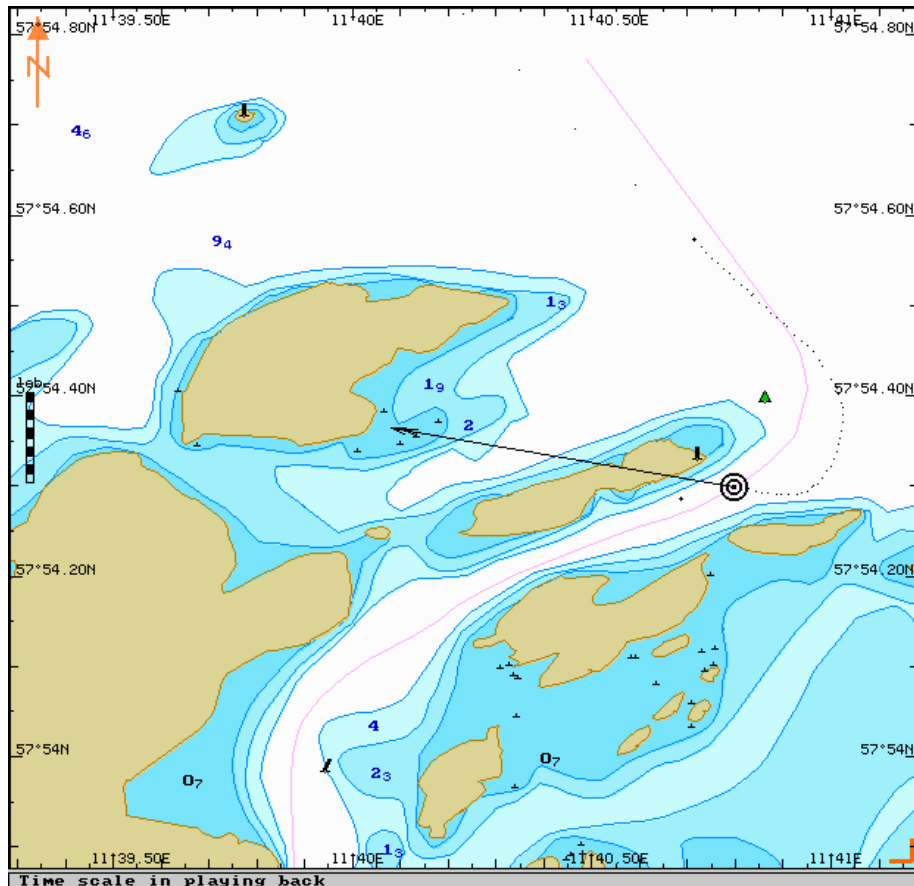 11°39.50E 11°40E 11°40.50E 11°41E
57°54.80N 57°54.80N
N
4₆
57°54.60N 57°54.60N
9₄
1₃
1cb
57°54.40N 57°54.40N
1₉
2
57°54.20N 57°54.20N
4
57°54N 57°54N
0₇
2₃ 0₇
1₃
11°39.50E 11°40E 11°40.50E 11°41E
Time scale in playing back